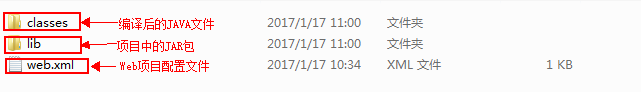 classes 编译后的JAVA文件 2017/1/17 11:00 文件夹
lib 项目中的JAR包 2017/1/17 11:00 文件夹
web.xml Web项目配置文件 2017/1/17 10:34 XML 文件 1 KB